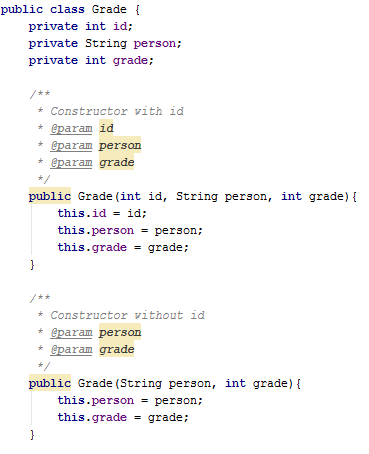 public class Grade {
    private int id;
    private String person;
    private int grade;

    /**
     * Constructor with id
     * @param id
     * @param person
     * @param grade
     */
    public Grade(int id, String person, int grade){
        this.id = id;
        this.person = person;
        this.grade = grade;
    }

    /**
     * Constructor without id
     * @param person
     * @param grade
     */
    public Grade(String person, int grade){
        this.person = person;
        this.grade = grade;
    }